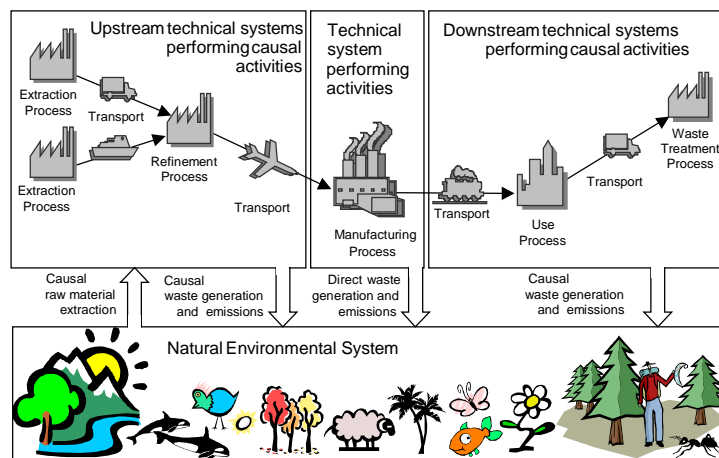 Upstream technical systems
performing causal
activities
Extraction
Process
Transport
Extraction
Process
Refinement
Process
Transport
Technical
system
performing
activities
Manufacturing
Process
Downstream technical systems
performing causal activities
Transport
Use
Process
Transport
Waste
Treatment
Process
Causal
raw material
extraction
Causal
waste generation
and emissions
Direct waste
generation and
emissions
Causal
waste generation
and emissions
Natural Environmental System